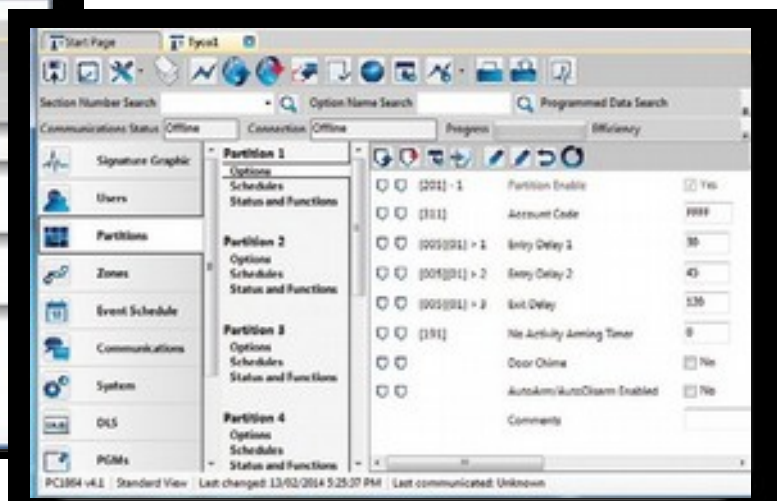 Start Page Tyco1
Section Number Search Option Name Search Programmed Data Search
Communications Status Offline Connection Offline Progress Efficiency
Signature Graphic
Users
Partitions
Zones
Event Schedule
Communications
System
DLS
PGMs
Partition 1
Options
Schedules
Status and Functions
Partition 2
Options
Schedules
Status and Functions
Partition 3
Options
Schedules
Status and Functions
Partition 4
Options
Schedules
Status and Functions
[201] - 1 Partition Enable Yes
[311] Account Code FFFF
[005][01] > 1 Entry Delay 1 30
[005][01] > 2 Entry Delay 2 45
[005][01] > 3 Exit Delay 120
[191] No Activity Arming Timer 0
Door Chime No
AutoArm/AutoDisarm Enabled No
Comments
PC1864 v4.1 Standard View Last changed: 13/02/2014 5:25:37 PM Last communicated: Unknown